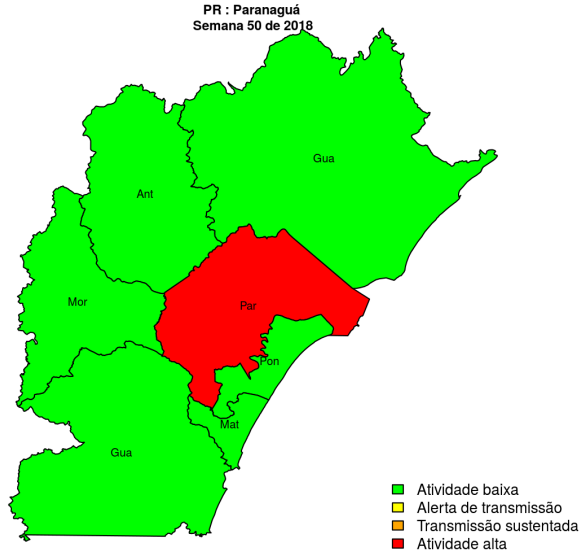 PR : Paranaguá
Semana 50 de 2018
Gua
Ant
Mor
Par
Pon
Mat
Gua
Atividade baixa
Alerta de transmissão
Transmissão sustentada
Atividade alta